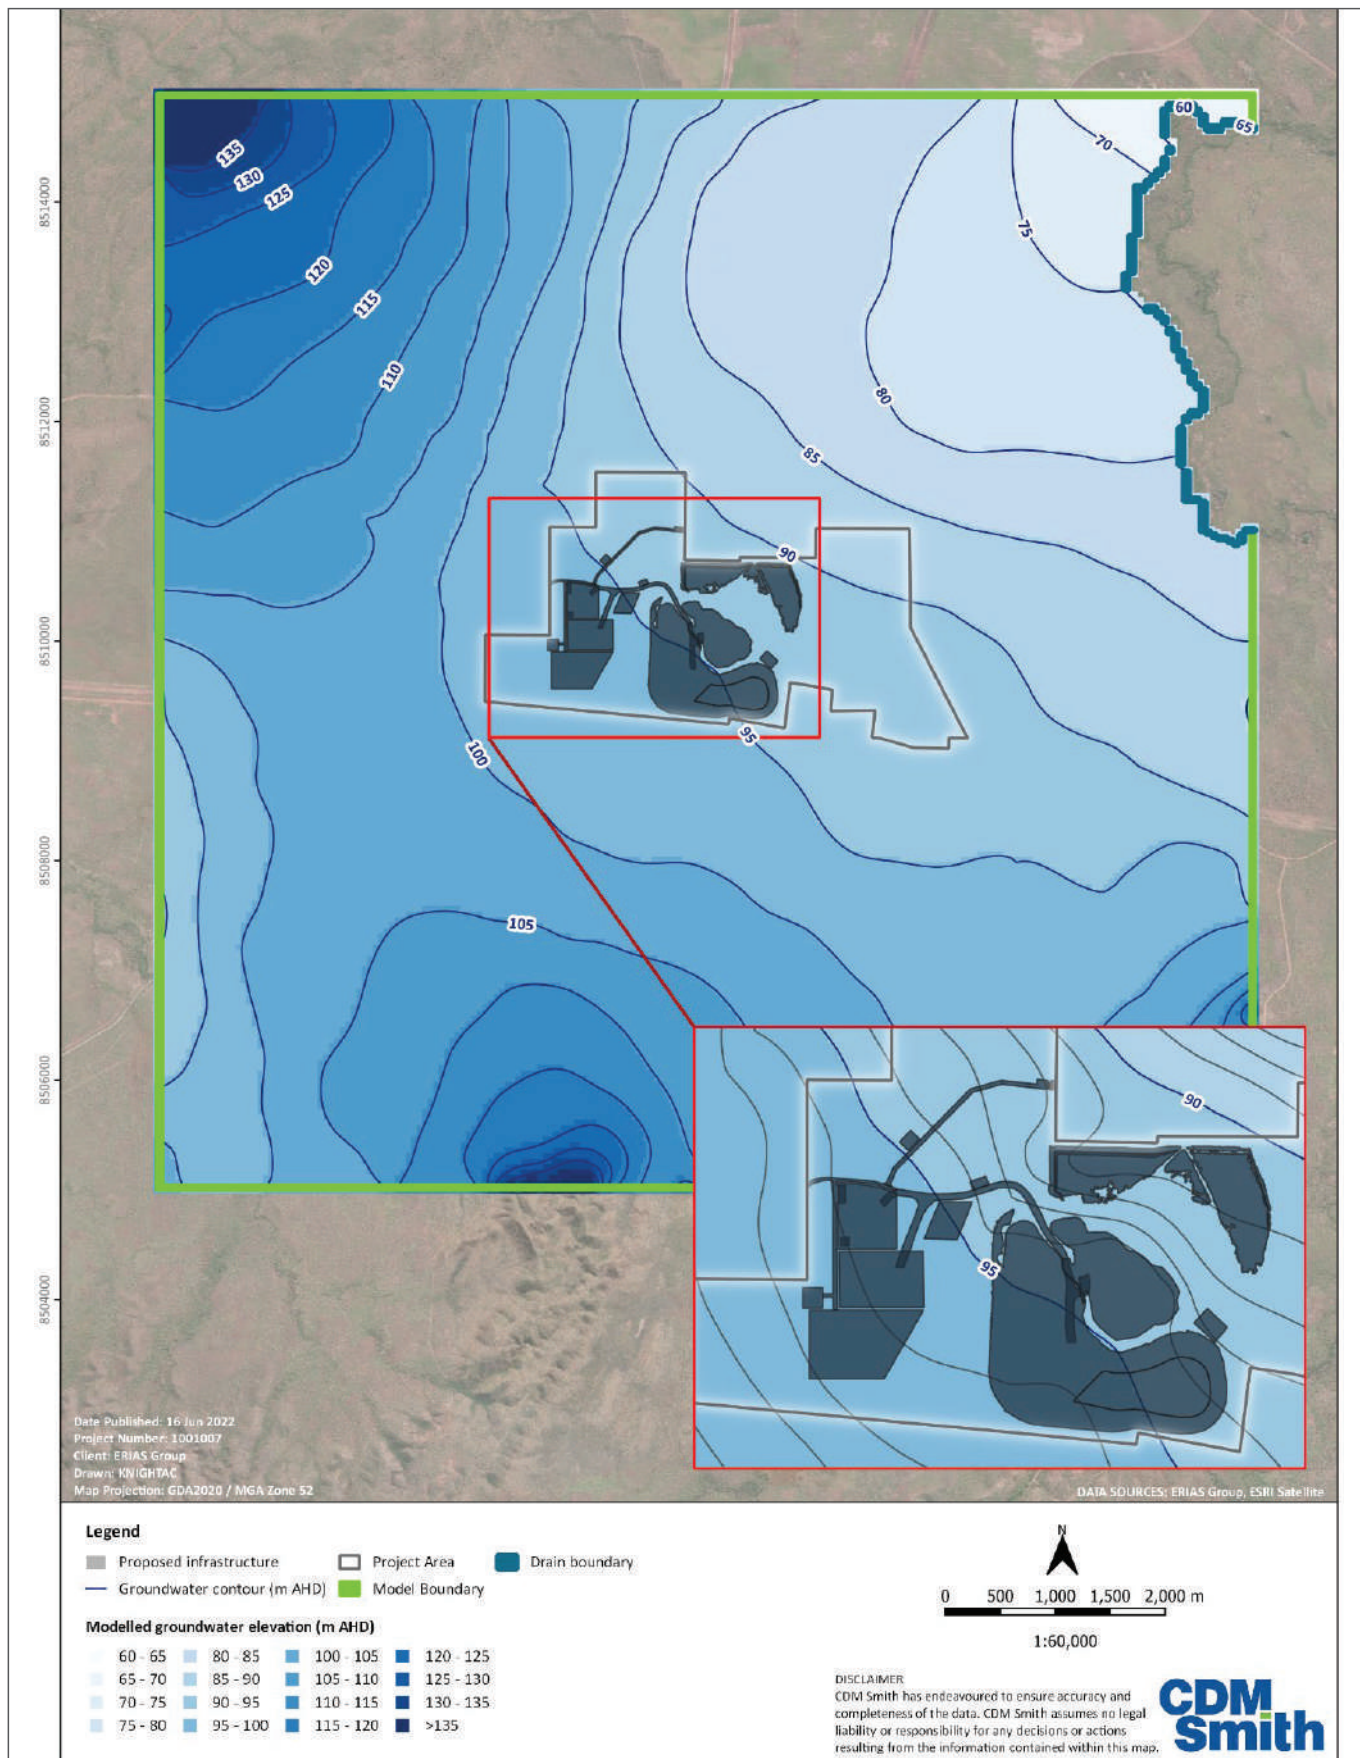 60
65
70
135
130
125
75
120
115
110
80
85
90
95
100
105
90
95
8514000
8512000
8510000
8508000
8506000
8504000
Date Published: 16 Jun 2022
Project Number: 1001007
Client: ERIAS Group
Drawn: KNIGHTAC
Map Projection: GDA2020 / MGA Zone 52
DATA SOURCES: ERIAS Group, ESRI Satellite
Legend
Proposed infrastructure
Project Area
Drain boundary
Groundwater contour (m AHD)
Model Boundary
Modelled groundwater elevation (m AHD)
60 - 65 80 - 85 100 - 105 120 - 125
65 - 70 85 - 90 105 - 110 125 - 130
70 - 75 90 - 95 110 - 115 130 - 135
75 - 80 95 - 100 115 - 120 >135
N
0 500 1,000 1,500 2,000 m
1:60,000
DISCLAIMER
CDM Smith has endeavoured to ensure accuracy and
completeness of the data. CDM Smith assumes no legal
liability or responsibility for any decisions or actions
resulting from the information contained within this map.
CDM
Smith